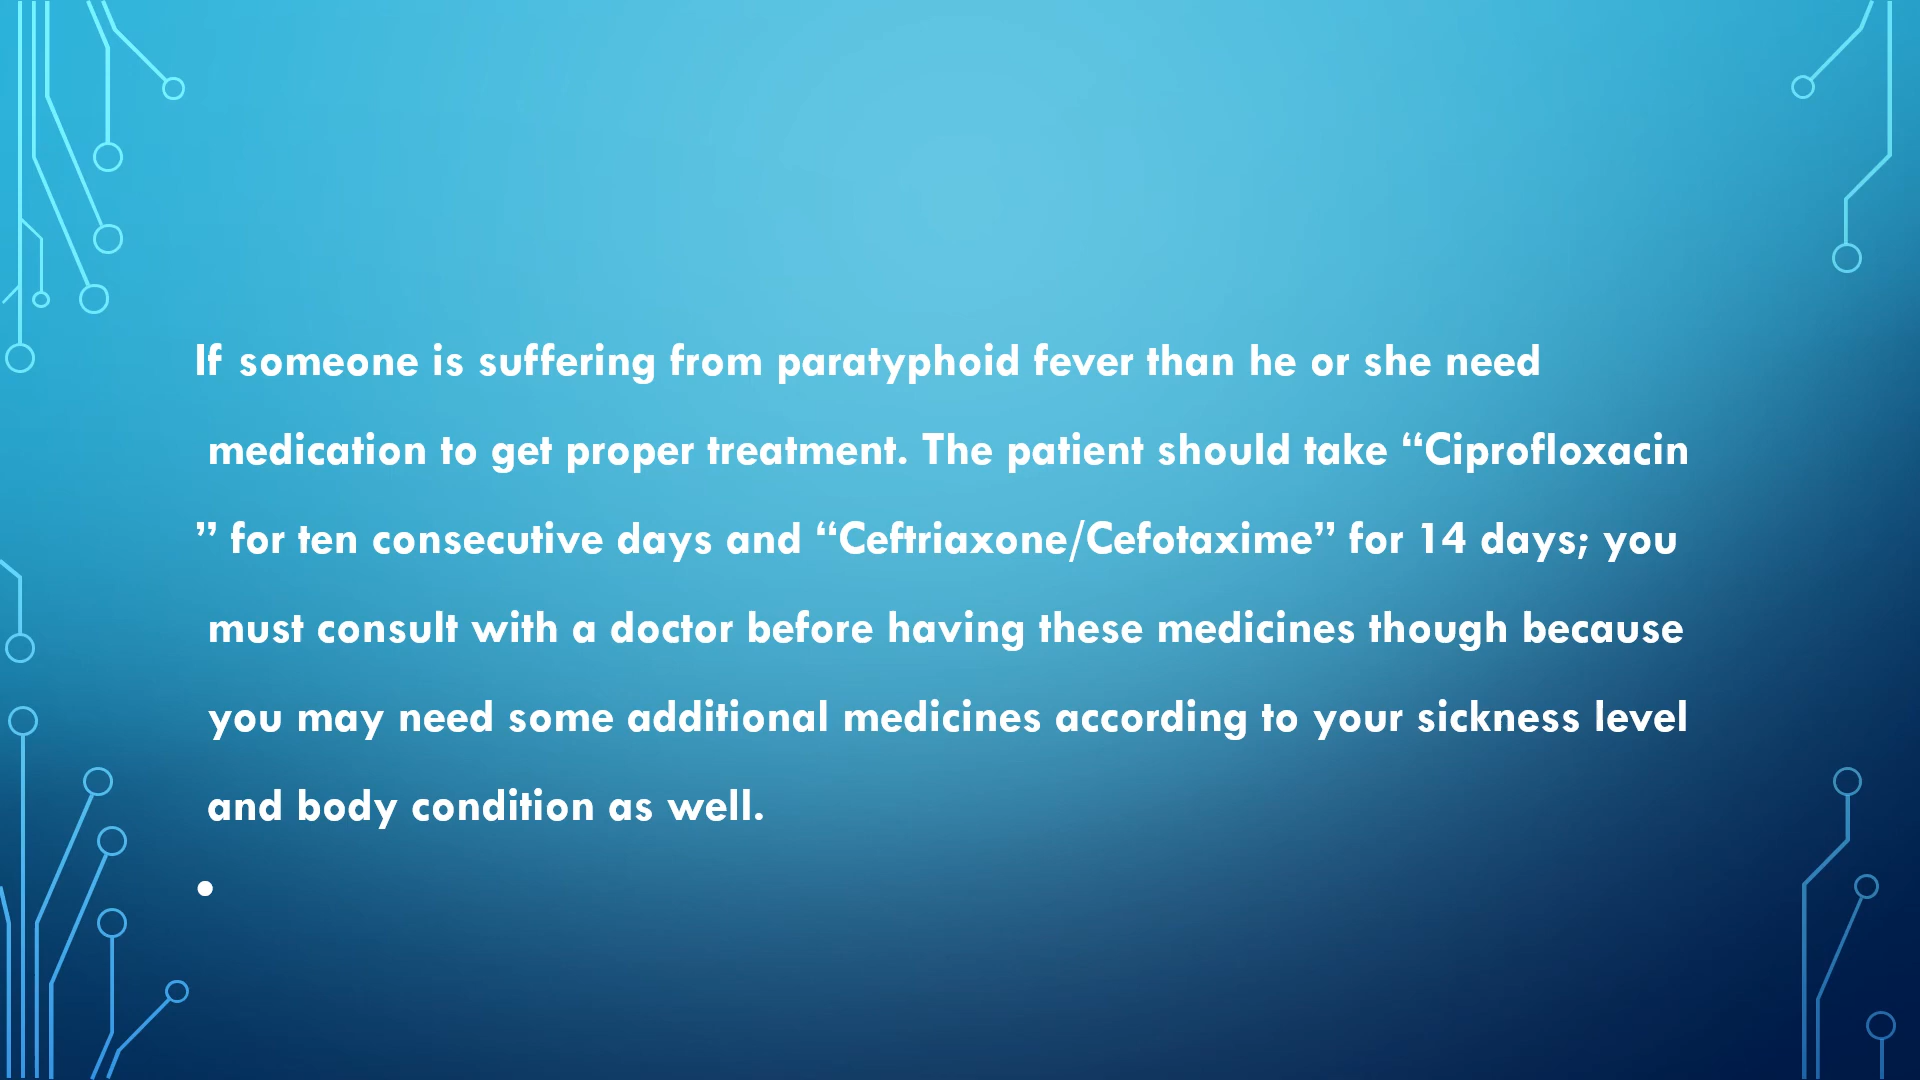 If someone is suffering from paratyphoid fever than he or she need
medication to get proper treatment. The patient should take “Ciprofloxacin
” for ten consecutive days and “Ceftriaxone/Cefotaxime” for 14 days; you
must consult with a doctor before having these medicines though because
you may need some additional medicines according to your sickness level
and body condition as well.
•